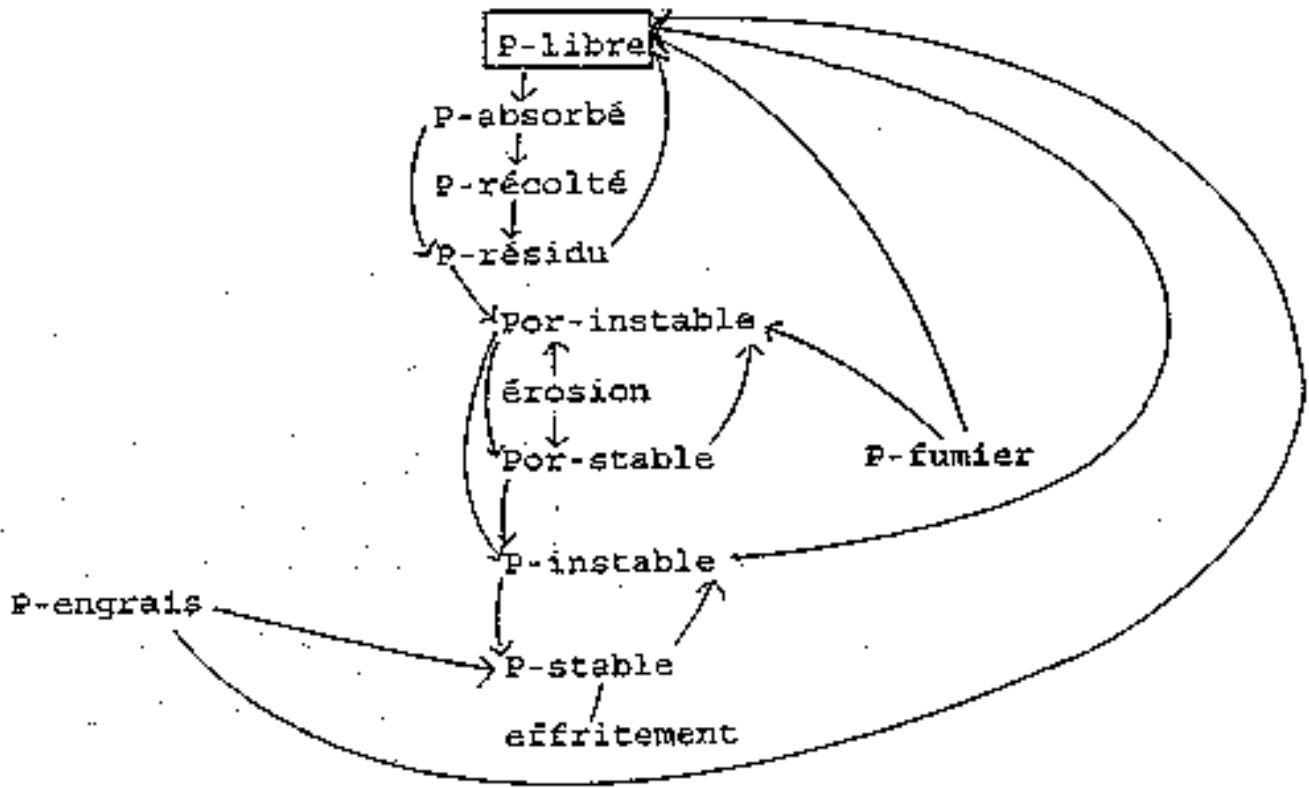 P-libre
P-absorbé
P-récolté
P-résidu
Por-instable
érosion
Por-stable
P-fumier
P-instable
P-engrais
P-stable
effritement